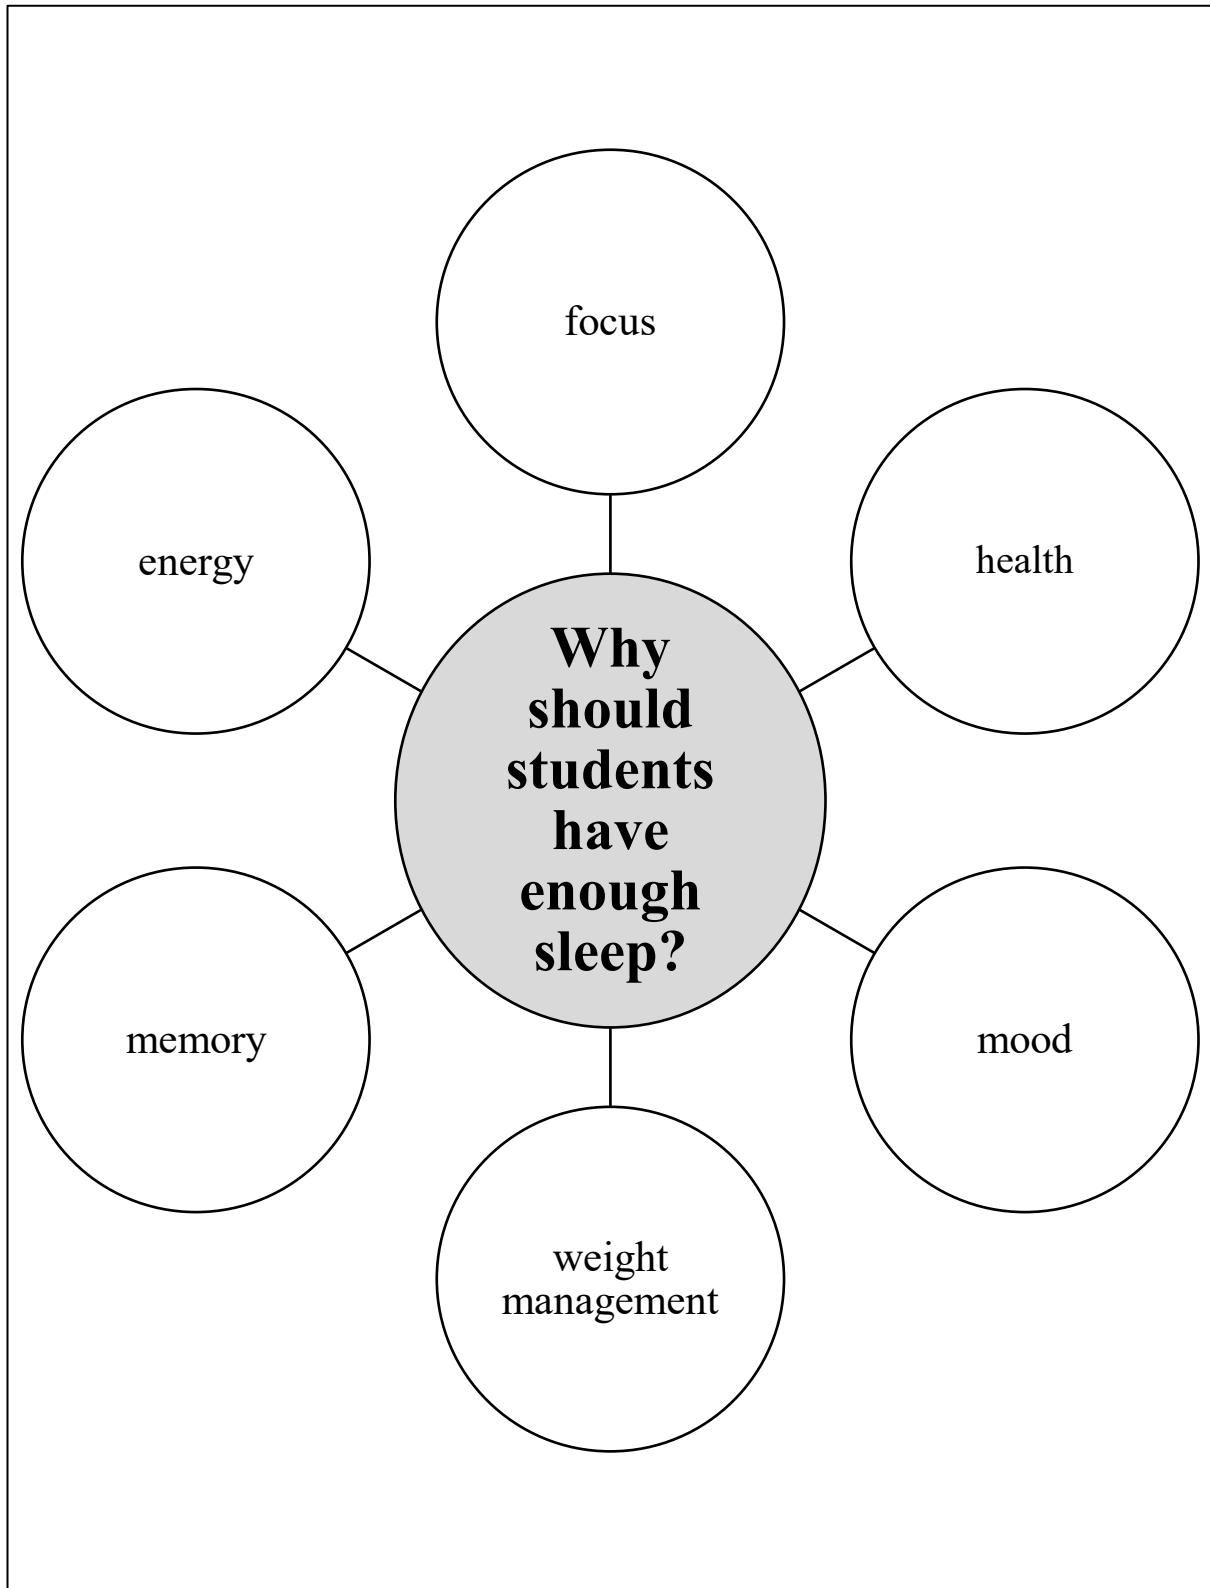 focus
energy
health
Why
should
students
have
enough
sleep?
memory
mood
weight
management